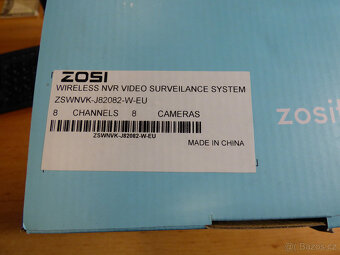 ZOSI
WIRELESS NVR VIDEO SURVEILANCE SYSTEM
ZSWNVK-J82082-W-EU
8 CHANNELS 8 CAMERAS
ZSWNVK-J82082-W-EU
MADE IN CHINA
zosi